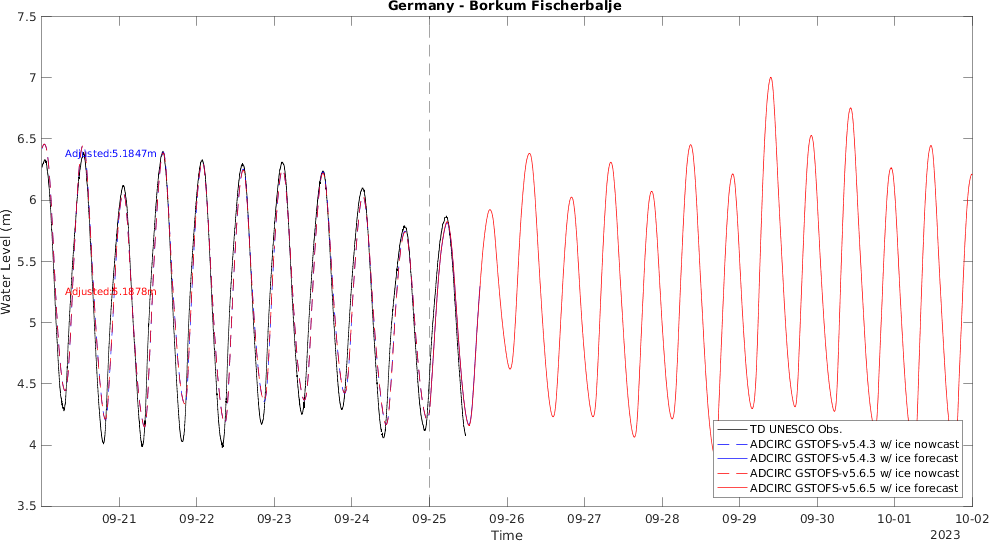 Germany - Borkum Fischerbalje
Water Level (m)
7.5
7
6.5
6
5.5
5
4.5
4
3.5
Adjusted:5.1847m
Adjusted:5.1878m
TD UNESCO Obs.
ADCIRC GSTOFS-v5.4.3 w/ ice nowcast
ADCIRC GSTOFS-v5.4.3 w/ ice forecast
ADCIRC GSTOFS-v5.6.5 w/ ice nowcast
ADCIRC GSTOFS-v5.6.5 w/ ice forecast
09-21 09-22 09-23 09-24 09-25 09-26 09-27 09-28 09-29 09-30 10-01 10-02
Time
2023